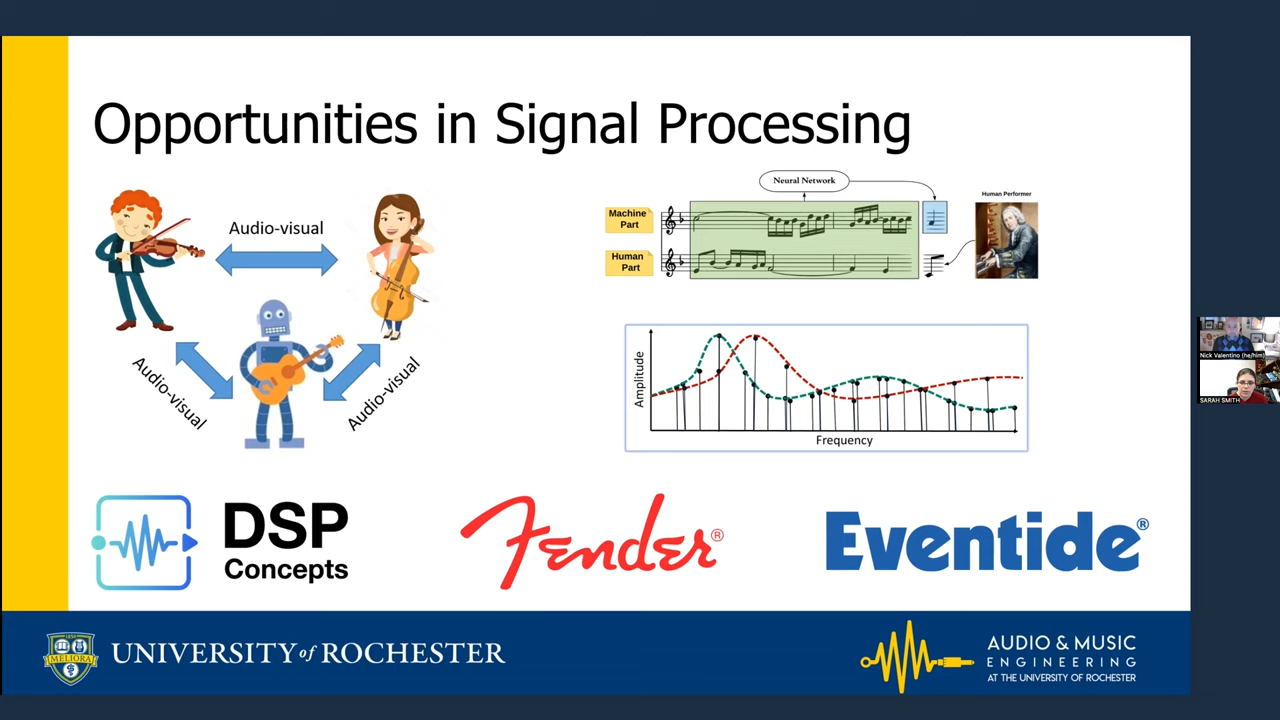 Opportunities in Signal Processing
Audio-visual
Audio-visual
Audio-visual
Neural Network
Human Performer
Machine
Part
Human
Part
Amplitude
Frequency
DSP
Concepts
Fender®
Eventide®
MELIORA
UNIVERSITY of ROCHESTER
AUDIO & MUSIC
ENGINEERING
AT THE UNIVERSITY OF ROCHESTER
Nick Valentino (he/him)
SARAH SMITH